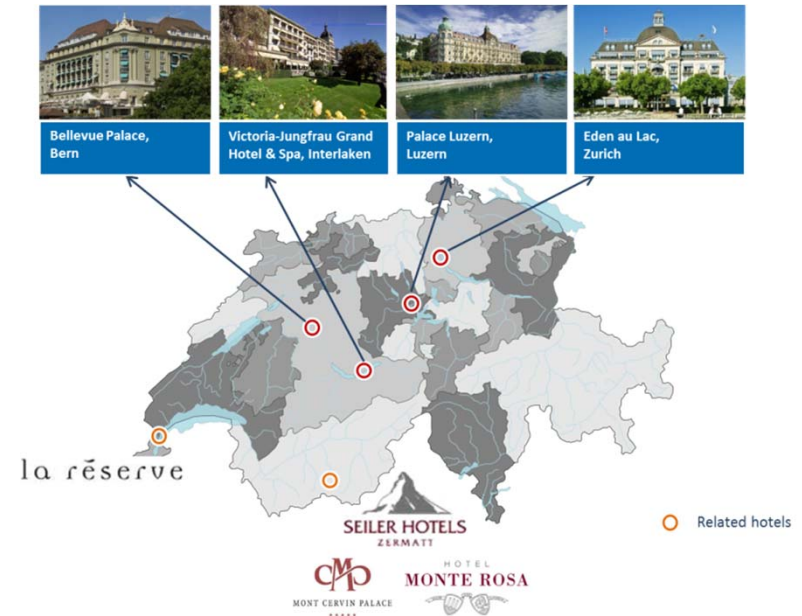 Bellevue Palace,
Bern
Victoria-Jungfrau Grand
Hotel & Spa, Interlaken
Palace Luzern,
Luzern
Eden au Lac,
Zurich
la réserve
SEILER HOTELS
ZERMATT
MONT CERVIN PALACE
HOTEL
MONTE ROSA
Related hotels